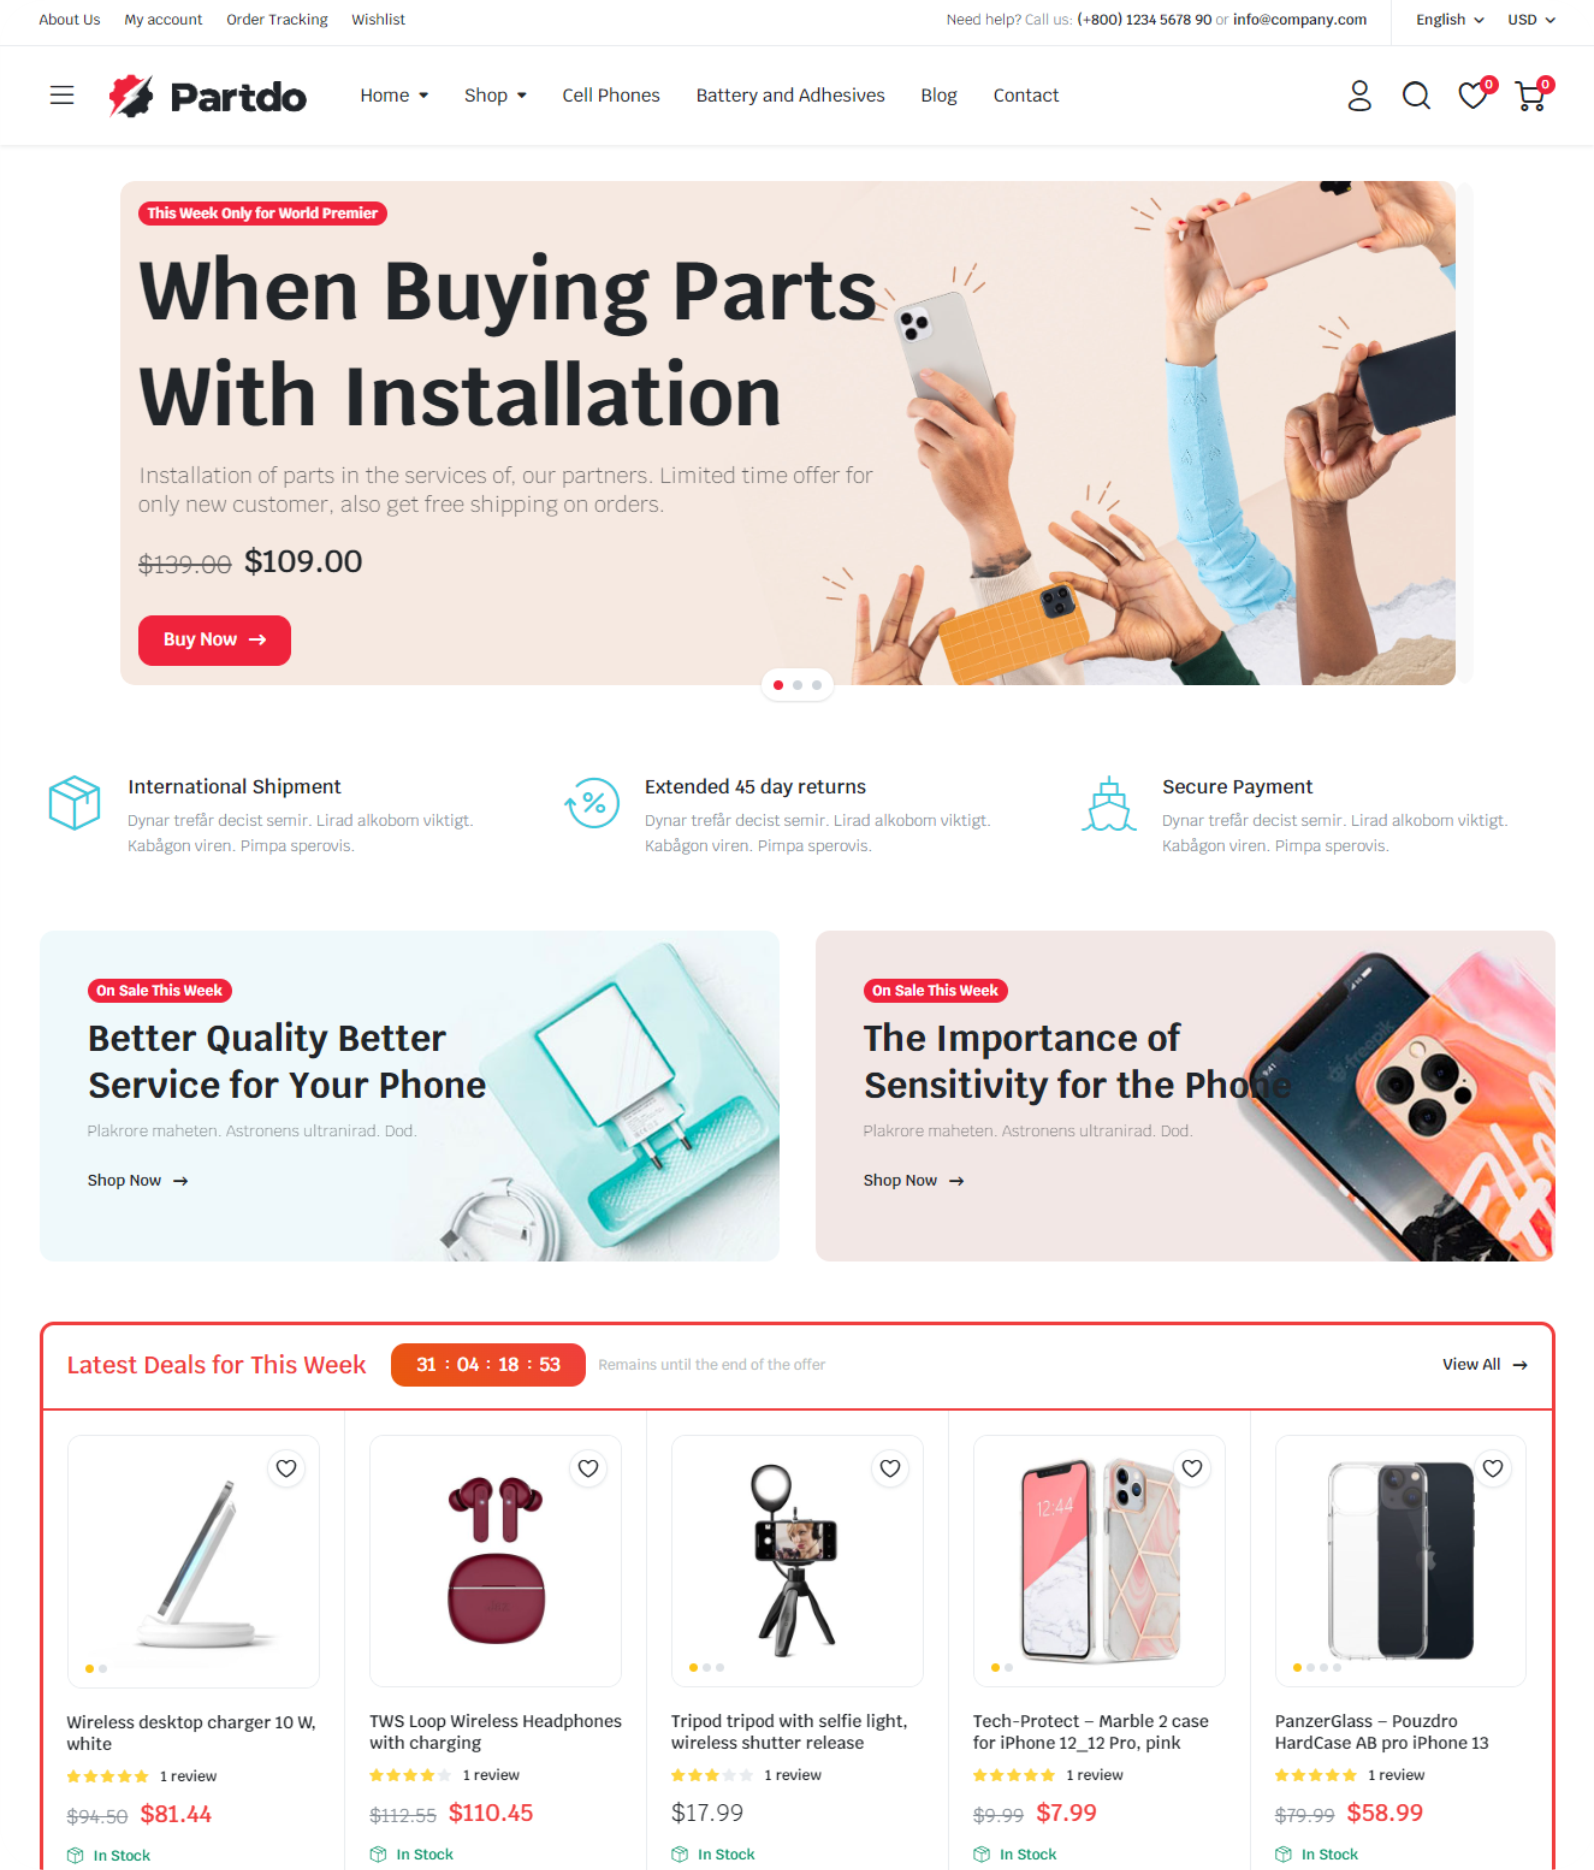 About Us My account Order Tracking Wishlist Need help? Call us: (+800) 1234 5678 90 or info@company.com English USD
Partdo Home Shop Cell Phones Battery and Adhesives Blog Contact 0 0
This Week Only for World Premier
When Buying Parts
With Installation
Installation of parts in the services of, our partners. Limited time offer for
only new customer, also get free shipping on orders.
$139.00 $109.00
Buy Now →
International Shipment
Dynar trefår decist semir. Lirad alkobom viktigt.
Kabågon viren. Pimpa sperovis.
Extended 45 day returns
Dynar trefår decist semir. Lirad alkobom viktigt.
Kabågon viren. Pimpa sperovis.
Secure Payment
Dynar trefår decist semir. Lirad alkobom viktigt.
Kabågon viren. Pimpa sperovis.
On Sale This Week
Better Quality Better
Service for Your Phone
Plakrore maheten. Astronens ultranirad. Dod.
Shop Now →
On Sale This Week
The Importance of
Sensitivity for the Phone
Plakrore maheten. Astronens ultranirad. Dod.
Shop Now →
9:41
freepik
Latest Deals for This Week 31 : 04 : 18 : 53 Remains until the end of the offer View All →
12:44
Wireless desktop charger 10 W,
white
1 review
$94.50 $81.44
In Stock
TWS Loop Wireless Headphones
with charging
1 review
$112.55 $110.45
In Stock
Tripod tripod with selfie light,
wireless shutter release
1 review
$17.99
In Stock
Tech-Protect – Marble 2 case
for iPhone 12_12 Pro, pink
1 review
$9.99 $7.99
In Stock
PanzerGlass – Pouzdro
HardCase AB pro iPhone 13
1 review
$79.99 $58.99
In Stock